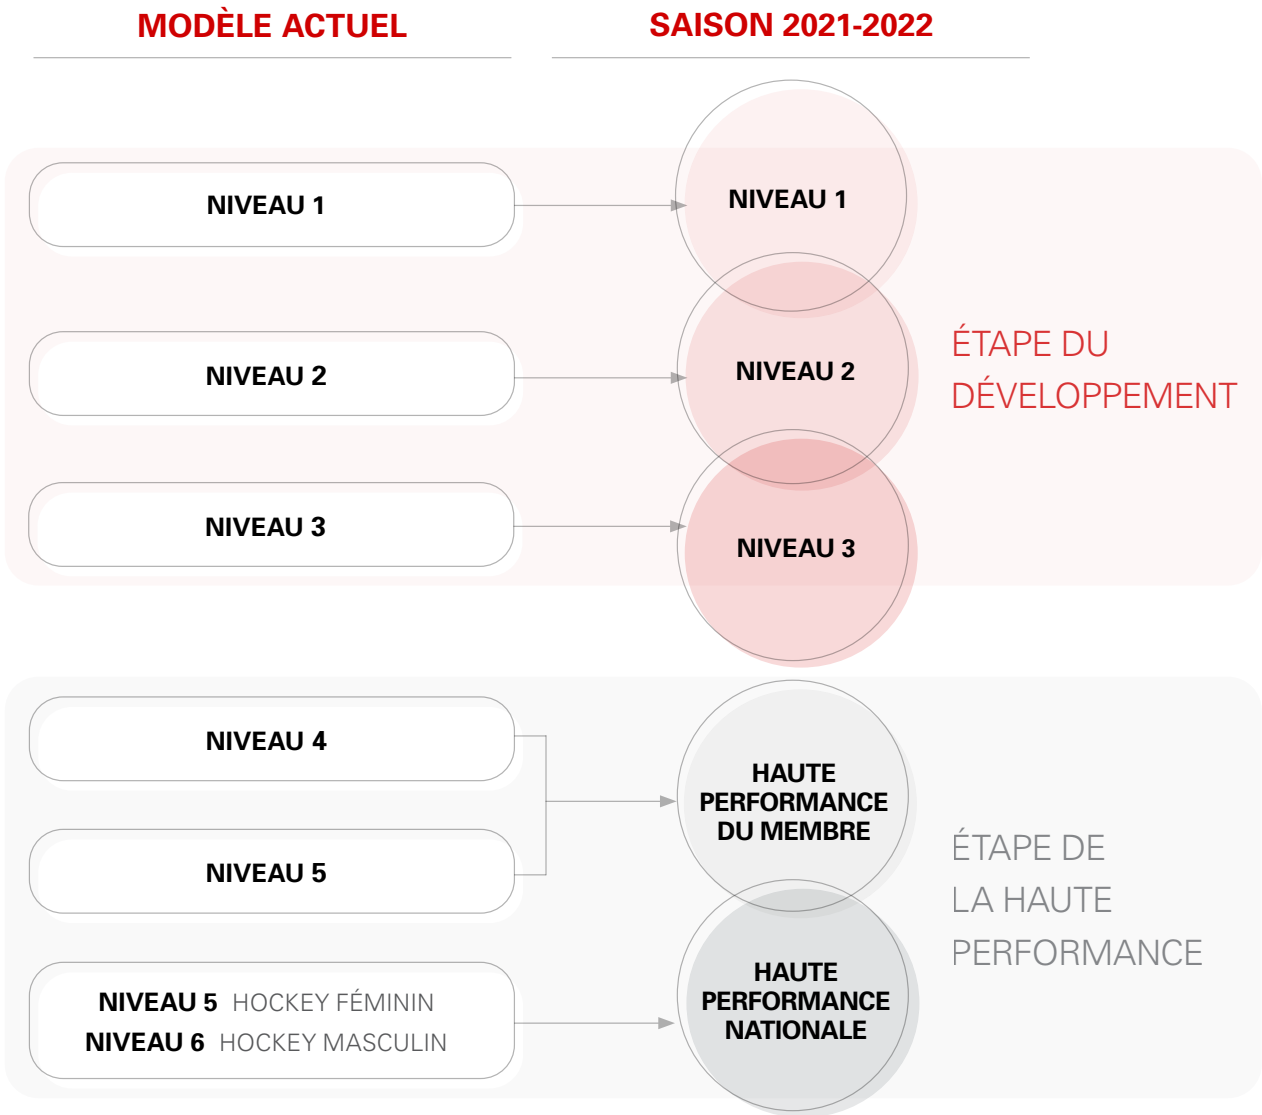 MODÈLE ACTUEL
SAISON 2021-2022
NIVEAU 1
NIVEAU 1
NIVEAU 2
NIVEAU 2
NIVEAU 3
NIVEAU 3
ÉTAPE DU
DÉVELOPPEMENT
NIVEAU 4
NIVEAU 5
HAUTE
PERFORMANCE
DU MEMBRE
NIVEAU 5 HOCKEY FÉMININ
NIVEAU 6 HOCKEY MASCULIN
HAUTE
PERFORMANCE
NATIONALE
ÉTAPE DE
LA HAUTE
PERFORMANCE